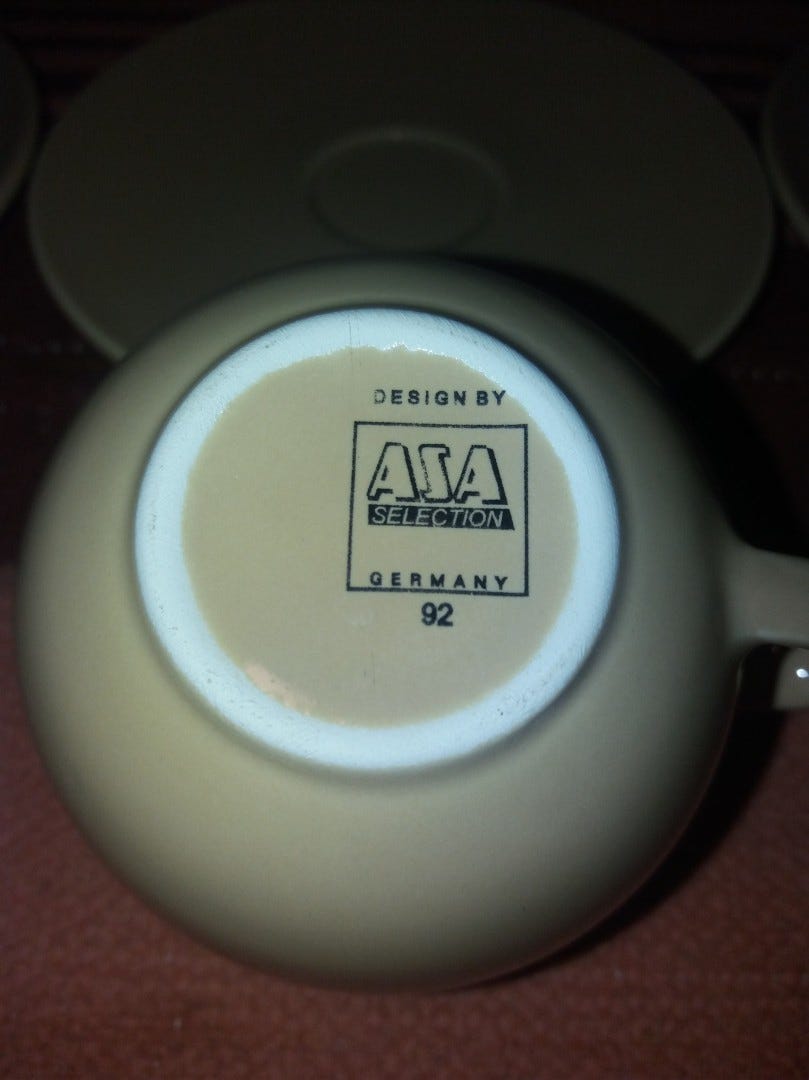 DESIGN BY
ASA
SELECTION
GERMANY
92